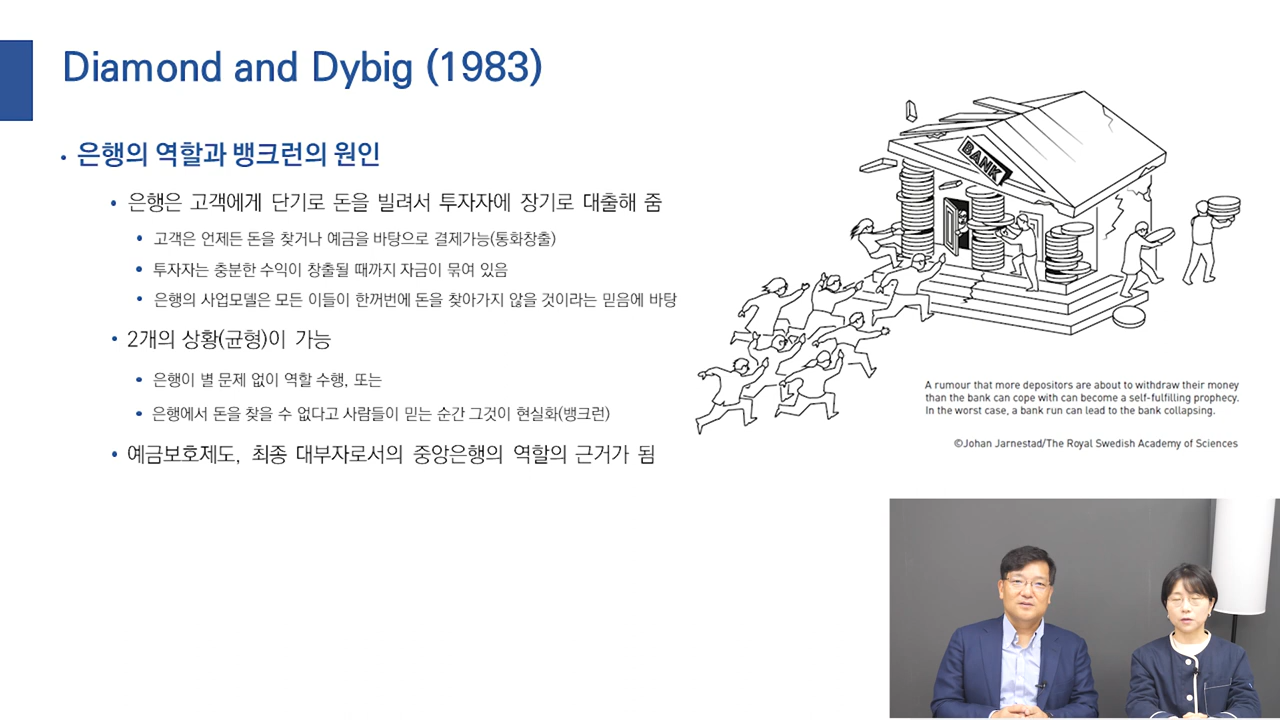 Diamond and Dybig (1983)
• 은행의 역할과 뱅크런의 원인
• 은행은 고객에게 단기로 돈을 빌려서 투자자에 장기로 대출해 줌
• 고객은 언제든 돈을 찾거나 예금을 바탕으로 결제가능(통화창출)
• 투자자는 충분한 수익이 창출될 때까지 자금이 묶여 있음
• 은행의 사업모델은 모든 이들이 한꺼번에 돈을 찾아가지 않을 것이라는 믿음에 바탕
• 2개의 상황(균형)이 가능
• 은행이 별 문제 없이 역할 수행, 또는
• 은행에서 돈을 찾을 수 없다고 사람들이 믿는 순간 그것이 현실화(뱅크런)
• 예금보호제도, 최종 대부자로서의 중앙은행의 역할의 근거가 됨
BANK
A rumour that more depositors are about to withdraw their money
than the bank can cope with can become a self-fulfilling prophecy.
In the worst case, a bank run can lead to the bank collapsing.
©Johan Jarnestad/The Royal Swedish Academy of Sciences